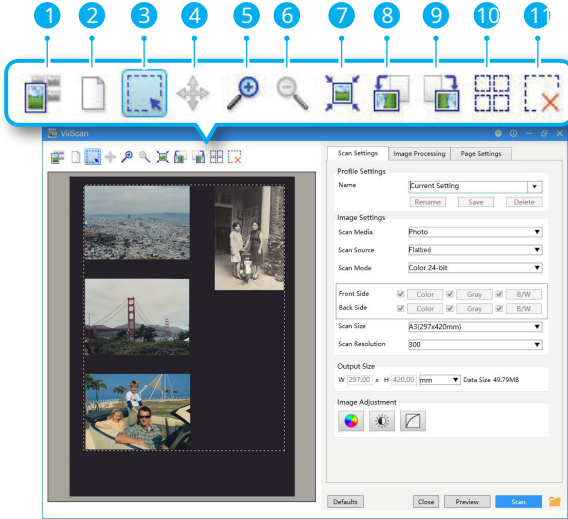 1 2 3 4 5 6 7 8 9 10 11
ViiScan
Scan Settings Image Processing Page Settings
Profile Settings
Name Current Setting
Rename Save Delete
Image Settings
Scan Media Photo
Scan Source Flatbed
Scan Mode Color 24-bit
Front Side Color Gray B/W
Back Side Color Gray B/W
Scan Size A3(297x420mm)
Scan Resolution 300
Output Size
W 297.00 x H 420.00 mm Data Size 49.79MB
Image Adjustment
Defaults Close Preview Scan